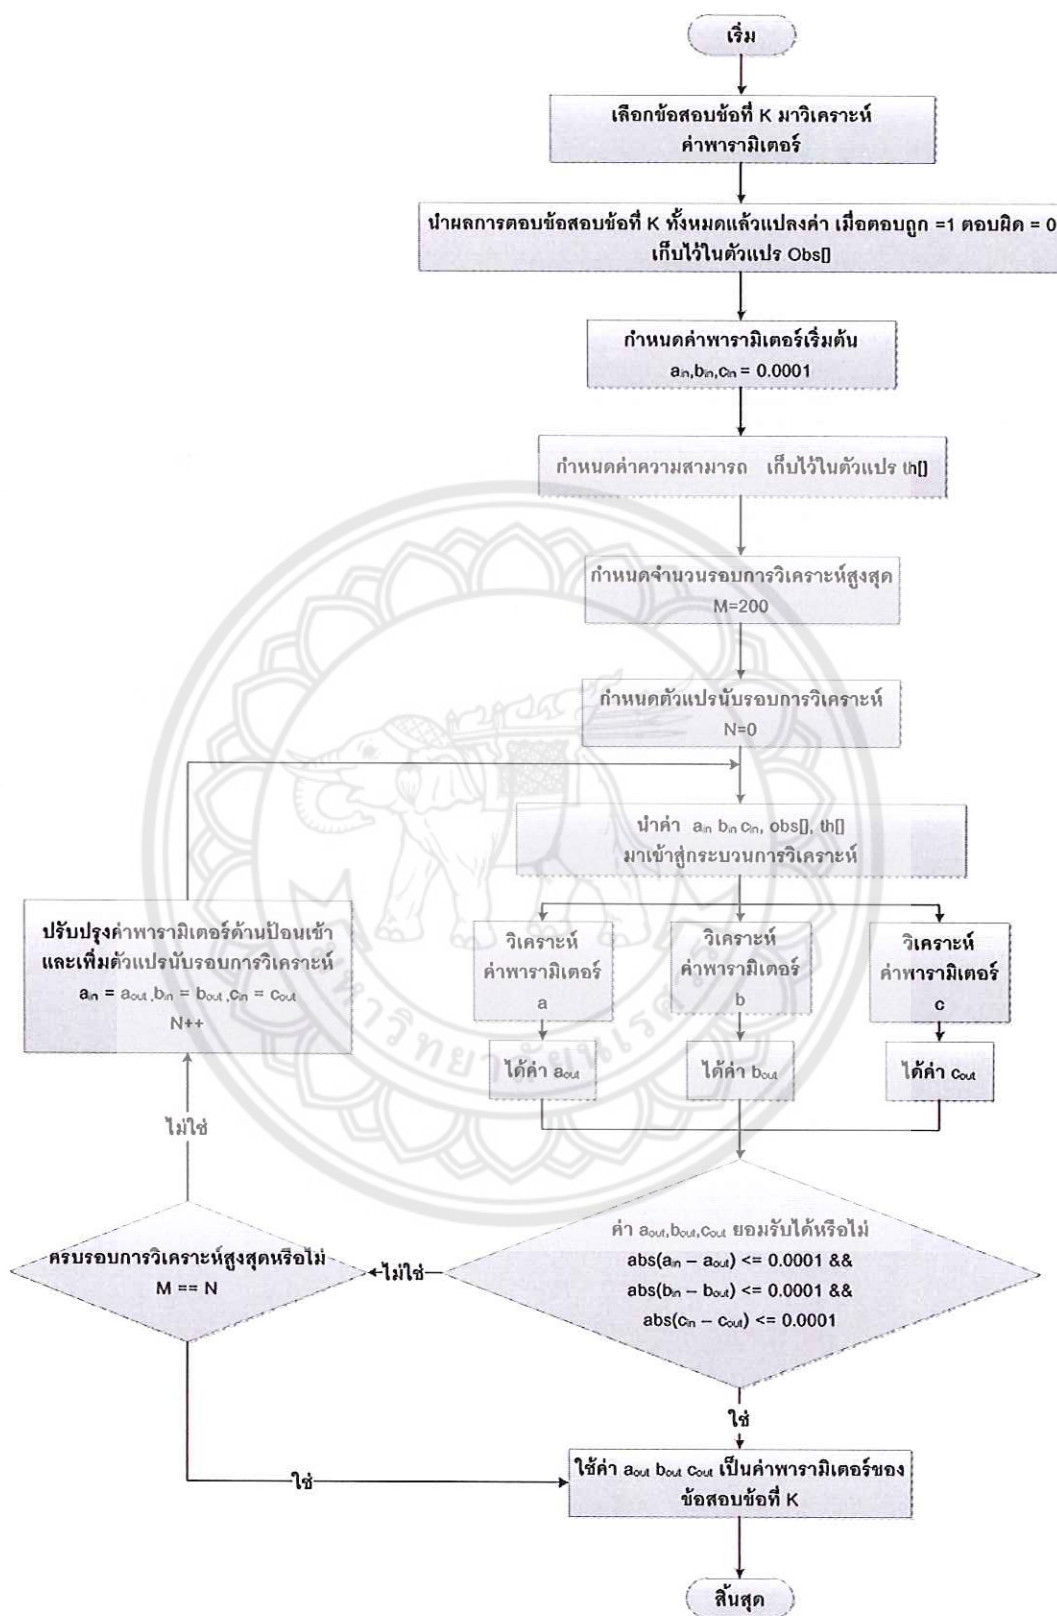 เริ่ม
เลือกข้อสอบข้อที่ K มาวิเคราะห์
ค่าพารามิเตอร์
นำผลการตอบข้อสอบข้อที่ K ทั้งหมดแล้วแปลงค่า เมื่อตอบถูก =1 ตอบผิด = 0
เก็บไว้ในตัวแปร Obs[]
กำหนดค่าพารามิเตอร์เริ่มต้น
ain,bin,cin = 0.0001
กำหนดค่าความสามารถ เก็บไว้ในตัวแปร th[]
กำหนดจำนวนรอบการวิเคราะห์สูงสุด
M=200
กำหนดตัวแปรนับรอบการวิเคราะห์
N=0
นำค่า ain bin cin, obs[], th[]
มาเข้าสู่กระบวนการวิเคราะห์
ปรับปรุงค่าพารามิเตอร์ด้านป้อนเข้า
และเพิ่มตัวแปรนับรอบการวิเคราะห์
ain = aout ,bin = bout ,cin = cout
N++
วิเคราะห์
ค่าพารามิเตอร์
a
วิเคราะห์
ค่าพารามิเตอร์
b
วิเคราะห์
ค่าพารามิเตอร์
c
ได้ค่า aout
ได้ค่า bout
ได้ค่า cout
มหาวิทยาลัยนเรศวร
ไม่ใช่
ค่า aout,bout,cout ยอมรับได้หรือไม่
abs(ain – aout) <= 0.0001 &&
abs(bin – bout) <= 0.0001 &&
abs(cin – cout) <= 0.0001
ไม่ใช่
ครบรอบการวิเคราะห์สูงสุดหรือไม่
M == N
ใช่
ใช่
ใช้ค่า aout bout cout เป็นค่าพารามิเตอร์ของ
ข้อสอบข้อที่ K
สิ้นสุด